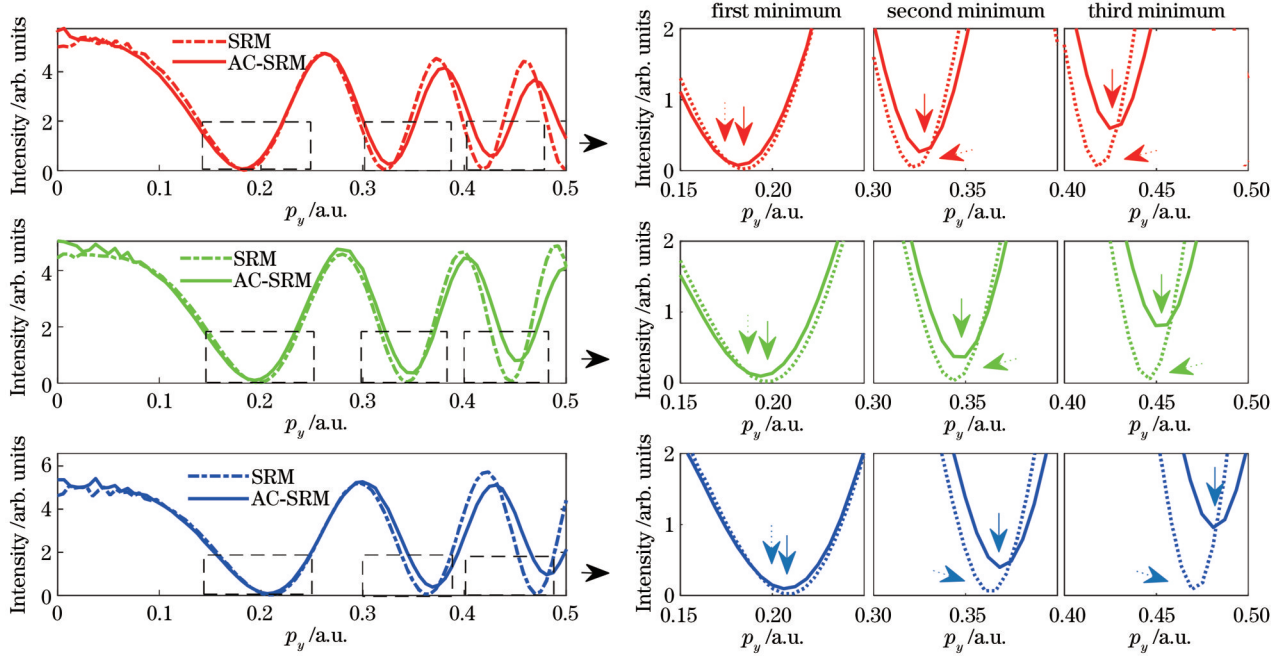 first minimum second minimum third minimum
Intensity /arb. units
4
2
0
SRM
AC-SRM
0 0.1 0.2 0.3 0.4 0.5
p_y /a.u.
Intensity /arb. units
2
1
0
0.15 0.20 0.30 0.35 0.40 0.45 0.50
p_y /a.u. p_y /a.u. p_y /a.u.
Intensity /arb. units
4
2
0
SRM
AC-SRM
0 0.1 0.2 0.3 0.4 0.5
p_y /a.u.
Intensity /arb. units
2
1
0
0.15 0.20 0.30 0.35 0.40 0.45 0.50
p_y /a.u. p_y /a.u. p_y /a.u.
Intensity /arb. units
6
4
2
0
SRM
AC-SRM
0 0.1 0.2 0.3 0.4 0.5
p_y /a.u.
Intensity /arb. units
2
1
0
0.15 0.20 0.30 0.35 0.40 0.45 0.50
p_y /a.u. p_y /a.u. p_y /a.u.